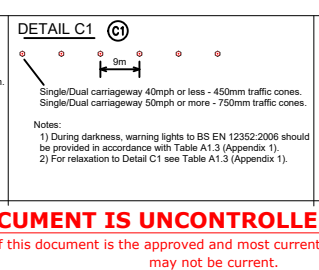 DETAIL C1 C1
9m
n.
Single/Dual carriageway 40mph or less - 450mm traffic cones.
Single/Dual carriageway 50mph or more - 750mm traffic cones.
Notes:
1) During darkness, warning lights to BS EN 12352:2006 should
be provided in accordance with Table A1.3 (Appendix 1).
2) For relaxation to Detail C1 see Table A1.3 (Appendix 1).
CUMENT IS UNCONTROLLE
f this document is the approved and most current
may not be current.